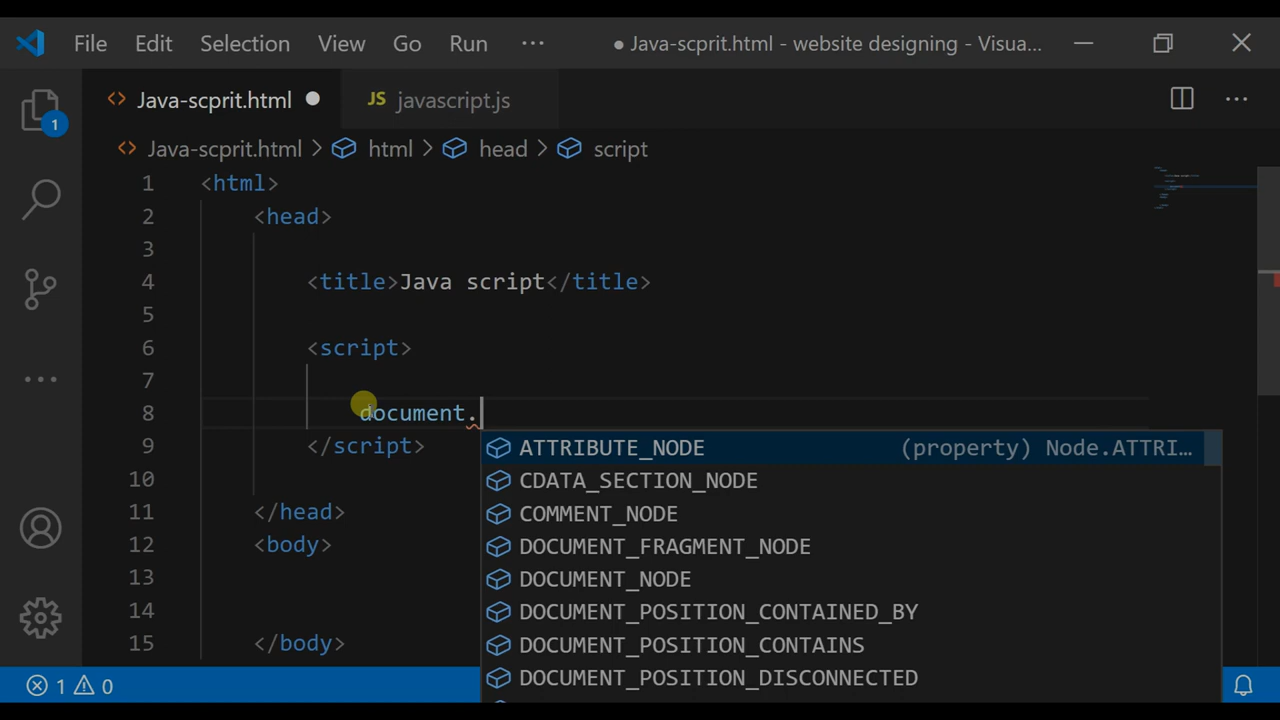 File Edit Selection View Go Run ··· ● Java-scprit.html - website designing - Visua...
<> Java-scprit.html ● JS javascript.js ···
1
<> Java-scprit.html > html > head > script
1 <html>
2 <head>
3
4 <title>Java script</title>
5
6 <script>
7
8 document.
9 </script>
ATTRIBUTE_NODE (property) Node.ATTRI...
10
CDATA_SECTION_NODE
11 </head>
COMMENT_NODE
12 <body>
DOCUMENT_FRAGMENT_NODE
13
DOCUMENT_NODE
14
DOCUMENT_POSITION_CONTAINED_BY
15 </body>
DOCUMENT_POSITION_CONTAINS
DOCUMENT_POSITION_DISCONNECTED
1 0